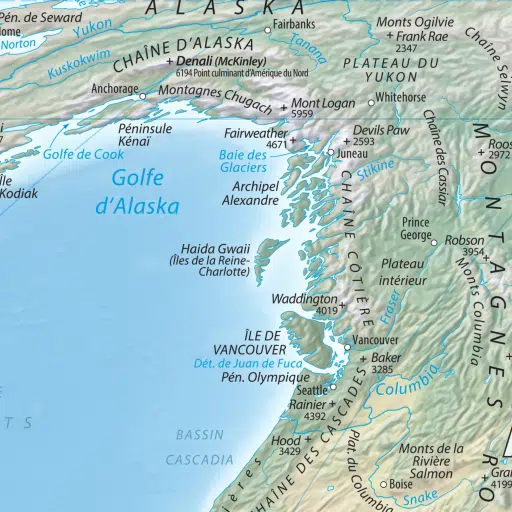 ALASKA
Pén. de Seward
Norton
Yukon
Kuskokwim
Fairbanks
Tanana
CHAÎNE D'ALASKA
Denali (McKinley)
6194 Point culminant d'Amérique du Nord
Anchorage
Montagnes Chugach
Mont Logan
5959
Monts Ogilvie
Frank Rae
2347
PLATEAU DU
YUKON
Whitehorse
Chaîne Selwyn
Péninsule
Kénaï
Golfe de Cook
Île
Kodiak
Golfe
d'Alaska
Fairweather
4671
Baie des
Glaciers
Devils Paw
2593
Juneau
Stikine
Chaîne des Cassiar
Archipel
Alexandre
CHAÎNE CÔTIÈRE
MONTAGNES RO
Roos
2972
Haida Gwaii
(Îles de la Reine-
Charlotte)
Prince
George
Robson
3954
Plateau
intérieur
Monts Columbia
Fraser
Waddington
4019
ÎLE DE
VANCOUVER
Vancouver
Dét. de Juan de Fuca
Pén. Olympique
Baker
3285
Seattle
Rainier
4392
Columbia
BASSIN
CASCADIA
Hood
3429
CHAÎNE DES CASCADES
Plat. du Columbia
Monts de la
Rivière
Salmon
Boise
Snake
Gran
4199
ières
TS